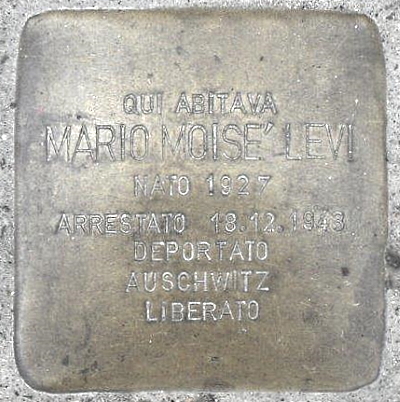 QUI ABITAVA
MARIO MOISE' LEVI
NATO 1927
ARRESTATO 18.12.1943
DEPORTATO
AUSCHWITZ
LIBERATO